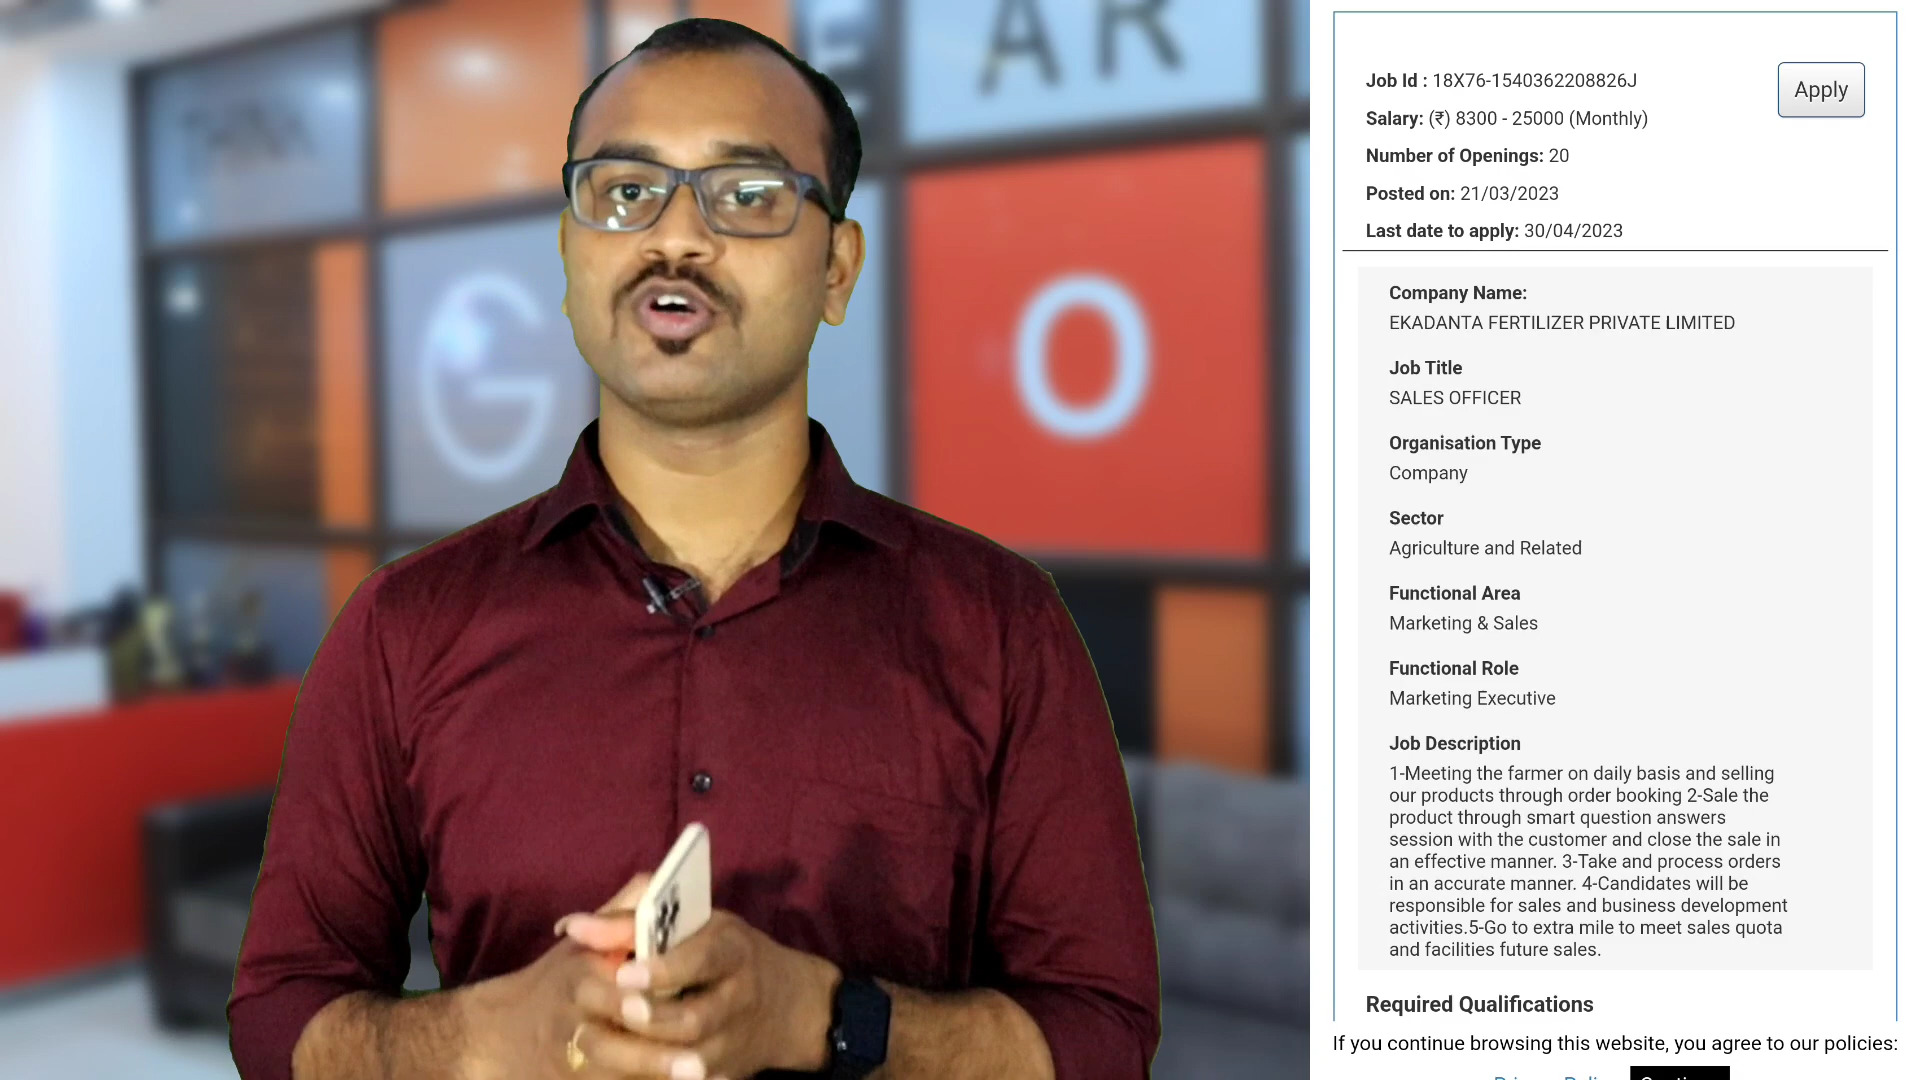 AR
G
O
Job Id : 18X76-1540362208826J
Apply
Salary: (₹) 8300 - 25000 (Monthly)
Number of Openings: 20
Posted on: 21/03/2023
Last date to apply: 30/04/2023
Company Name:
EKADANTA FERTILIZER PRIVATE LIMITED
Job Title
SALES OFFICER
Organisation Type
Company
Sector
Agriculture and Related
Functional Area
Marketing & Sales
Functional Role
Marketing Executive
Job Description
1-Meeting the farmer on daily basis and selling
our products through order booking 2-Sale the
product through smart question answers
session with the customer and close the sale in
an effective manner. 3-Take and process orders
in an accurate manner. 4-Candidates will be
responsible for sales and business development
activities.5-Go to extra mile to meet sales quota
and facilities future sales.
Required Qualifications
If you continue browsing this website, you agree to our policies: